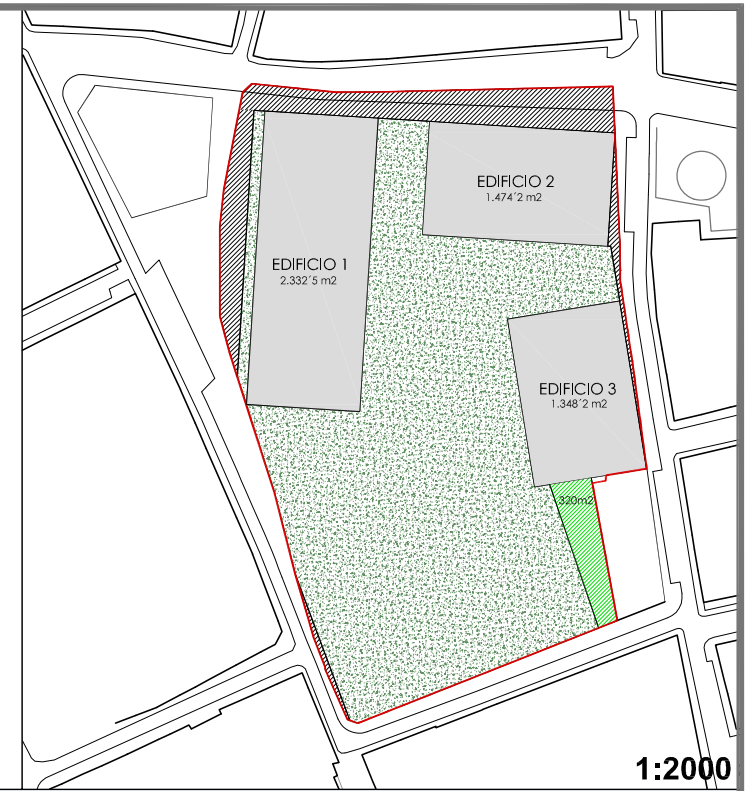 EDIFICIO 2
1.474´2 m2
EDIFICIO 1
2.332´5 m2
EDIFICIO 3
1.348´2 m2
320m2
1:2000